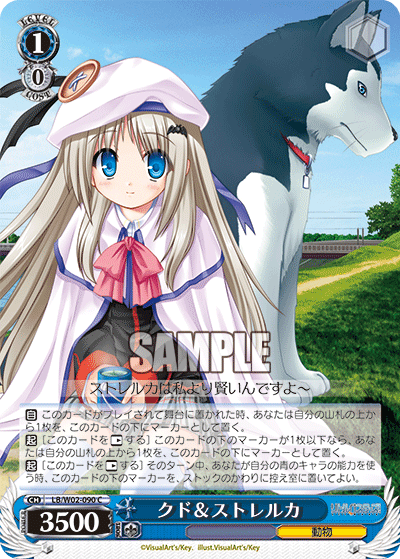 LEVEL
1
0
COST
SAMPLE
ストレルカは私より賢いんですよ～
自 このカードがプレイされて舞台に置かれた時、あなたは自分の山札の上から1枚を、このカードの下にマーカーとして置く。
起［このカードを する］このカードの下のマーカーが1枚以下なら、あなたは自分の山札の上から1枚を、このカードの下にマーカーとして置く。
起［このカードを する］そのターン中、あなたが自分の青のキャラの能力を使う時、このカードの下のマーカーを、ストックのかわりに控え室に置いてよい。
CH LB/W02-090 C
3500
クド＆ストレルカ
動物
©VisualArt's/Key. illust.VisualArt's/Key.